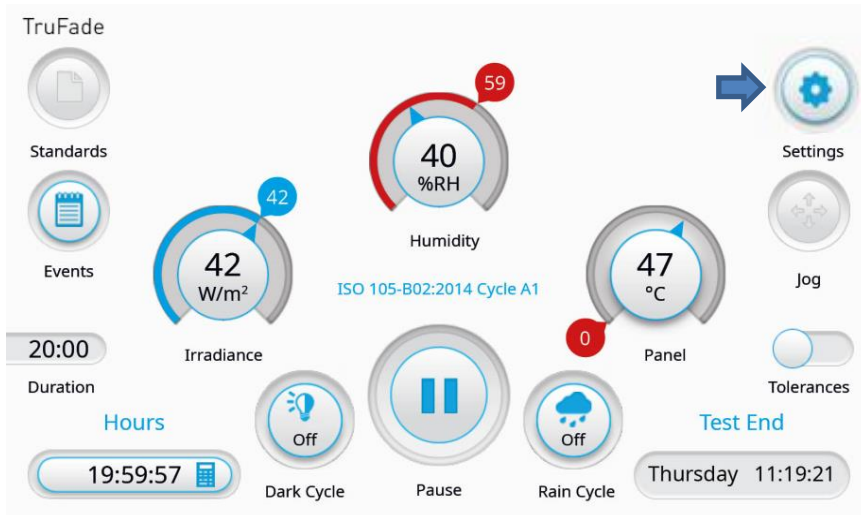 TruFade
Standards
Events
20:00
Duration
Hours
19:59:57
59
40
%RH
Humidity
42
42
W/m²
Irradiance
ISO 105-B02:2014 Cycle A1
47
°C
0
Panel
Off
Dark Cycle
Pause
Off
Rain Cycle
Settings
Jog
Tolerances
Test End
Thursday 11:19:21